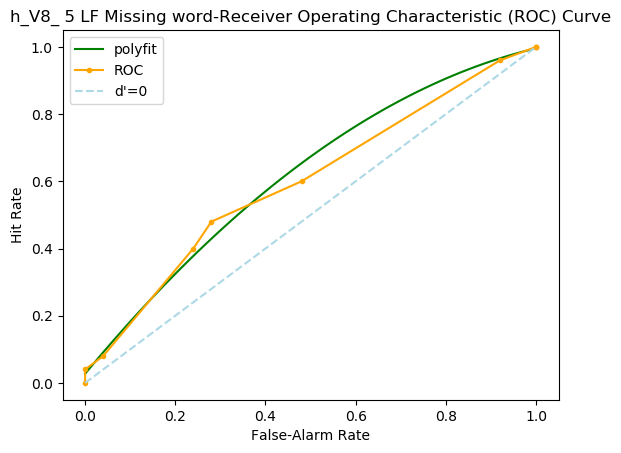 h_V8_ 5 LF Missing word-Receiver Operating Characteristic (ROC) Curve
polyfit
ROC
d'=0
1.0
0.8
0.6
0.4
0.2
0.0
Hit Rate
0.0 0.2 0.4 0.6 0.8 1.0
False-Alarm Rate